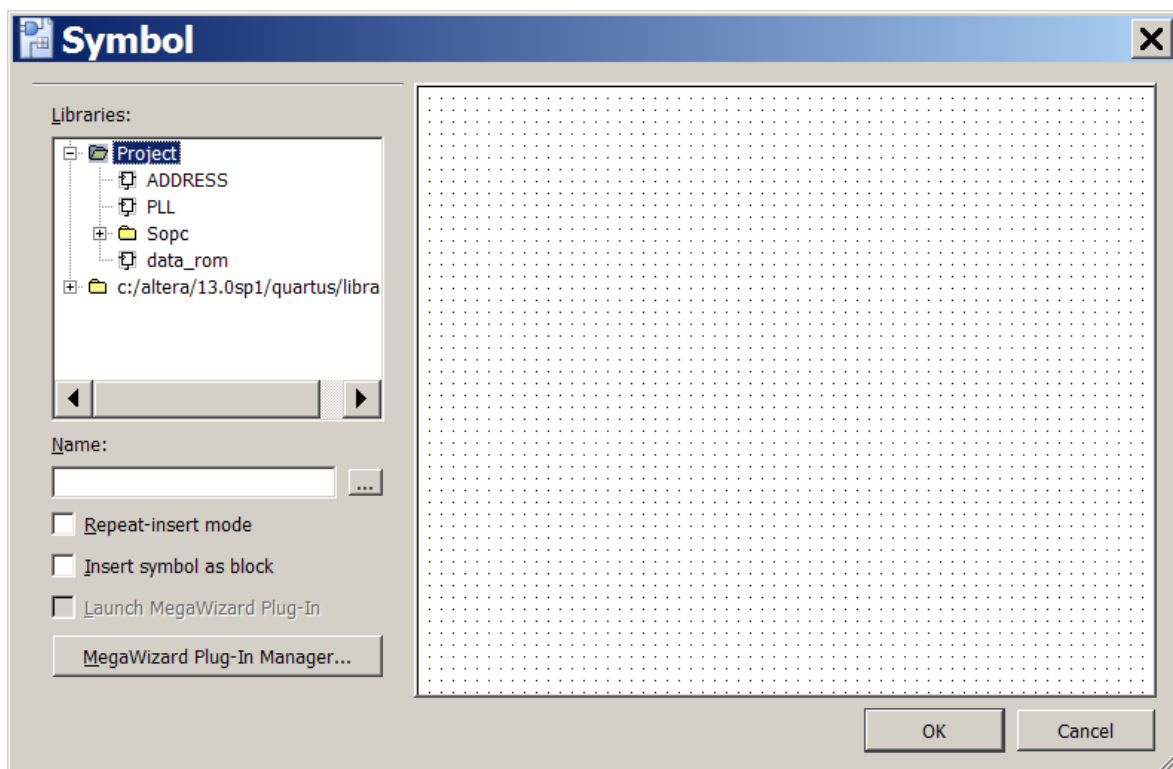 Symbol
Libraries:
Project
ADDRESS
PLL
Sopc
data_rom
c:/altera/13.0sp1/quartus/libra
Name:
...
Repeat-insert mode
Insert symbol as block
Launch MegaWizard Plug-In
MegaWizard Plug-In Manager...
OK Cancel